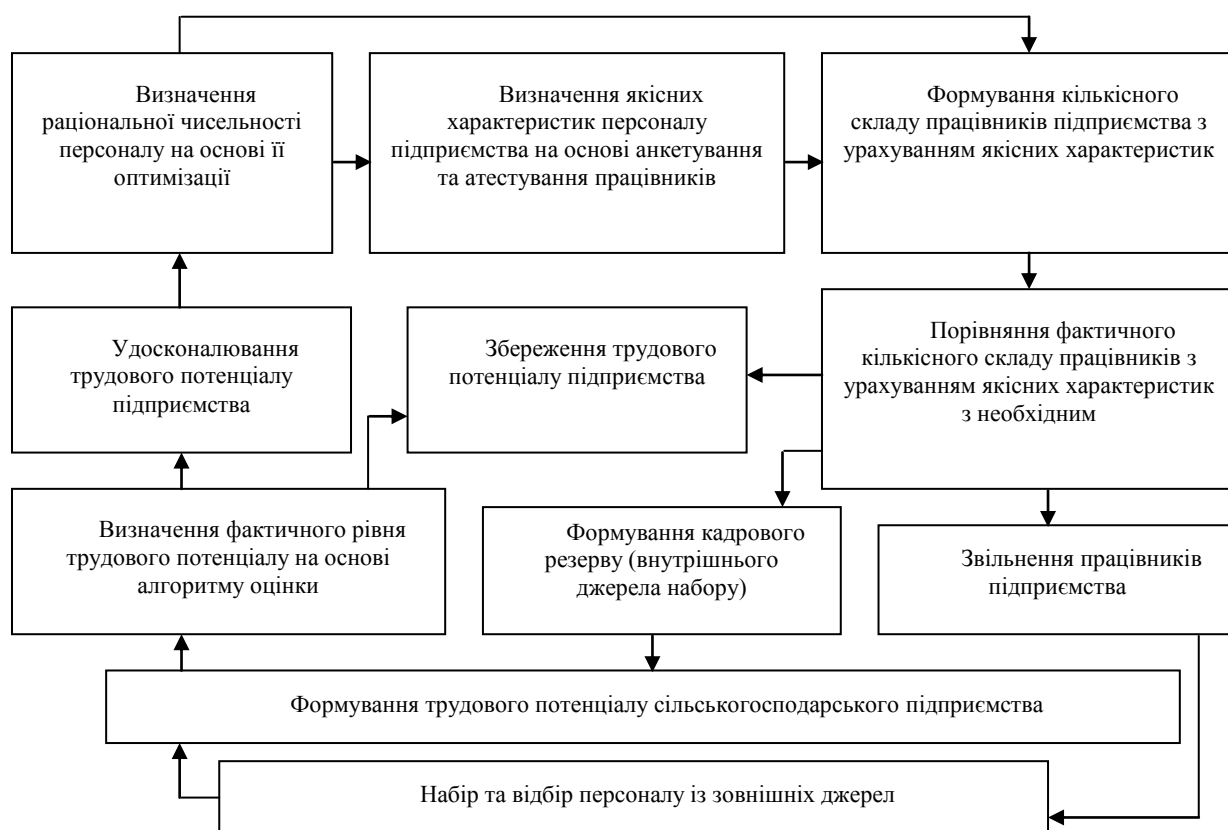 Визначення
раціональної чисельності
персоналу на основі її
оптимізації
Визначення якісних
характеристик персоналу
підприємства на основі анкетування
та атестування працівників
Формування кількісного
складу працівників підприємства з
урахуванням якісних характеристик
Удосконалювання
трудового потенціалу
підприємства
Збереження трудового
потенціалу підприємства
Порівняння фактичного
кількісного складу працівників з
урахуванням якісних характеристик
з необхідним
Визначення фактичного рівня
трудового потенціалу на основі
алгоритму оцінки
Формування кадрового
резерву (внутрішнього
джерела набору)
Звільнення працівників
підприємства
Формування трудового потенціалу сільськогосподарського підприємства
Набір та відбір персоналу із зовнішніх джерел